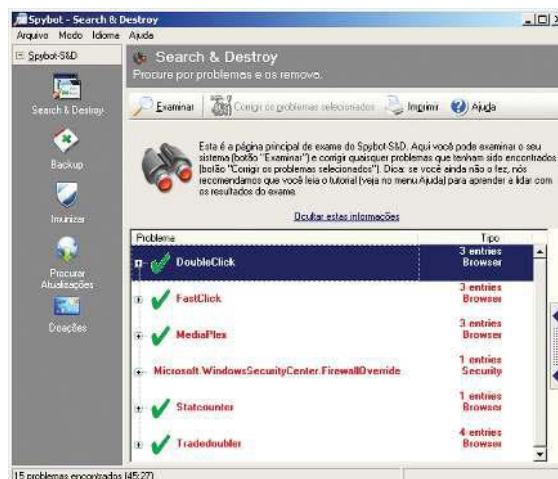 Spybot - Search & Destroy
Arquivo Modo Idioma Ajuda
Spybot-S&D
Search & Destroy
Procure por problemas e os remova.
Search & Destroy
Backup
Imunizar
Procurar
Atualizações
Doações
Examinar Corrigir os problemas selecionados Imprimir Ajuda
Esta é a página principal de exame do Spybot-S&D. Aqui você pode examinar o seu
sistema (botão "Examinar") e corrigir quaisquer problemas que tenham sido encontrados
(botão "Corrigir os problemas selecionados"). Dica: se você ainda não o fez, nós
recomendamos que você leia o tutorial (veja no menu Ajuda) para aprender a lidar com
os resultados do exame.
Ocultar estas informações
Problema Tipo
DoubleClick 3 entries
Browser
FastClick 3 entries
Browser
MediaPlex 3 entries
Browser
Microsoft.WindowsSecurityCenter.FirewallOverride 1 entries
Security
Statcounter 1 entries
Browser
Tradedoubler 4 entries
Browser
15 problemas encontrados (45:27)